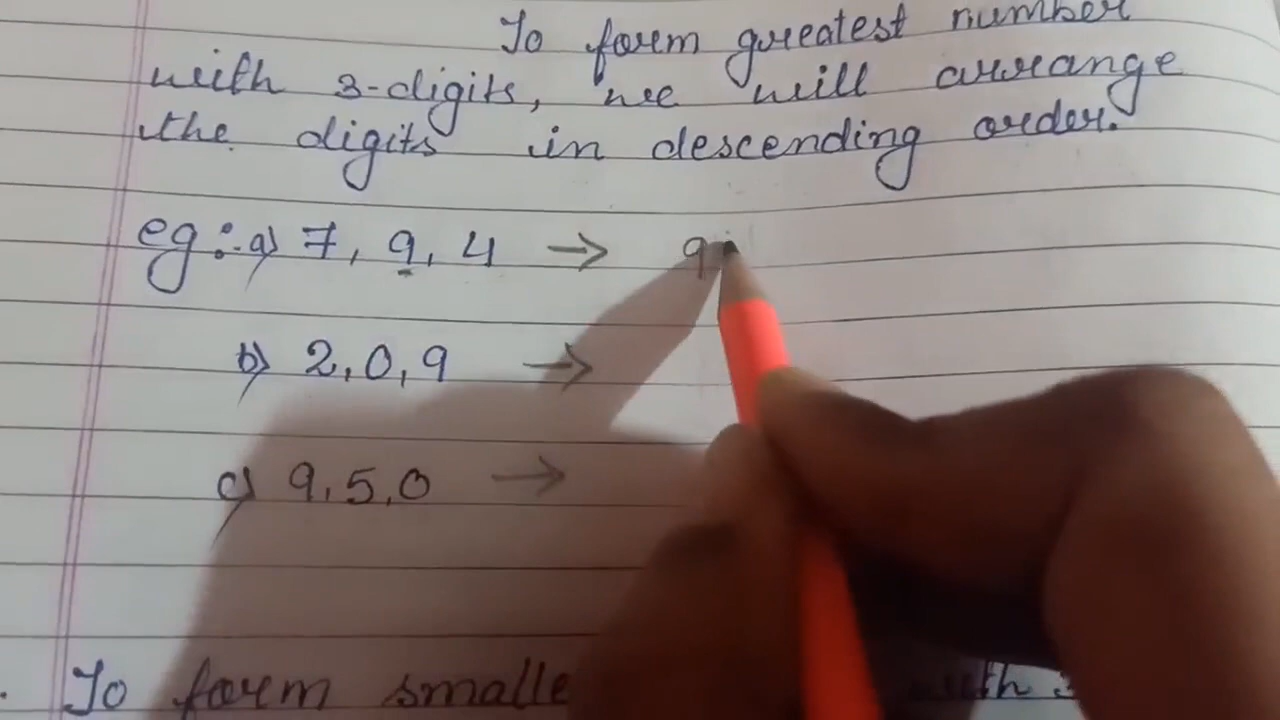 To form greatest number
with 3-digits, we will arrange
the digits in descending order.
eg:- a) 7, 9, 4 → 9
b) 2, 0, 9 →
c) 9, 5, 0 →
To form smalle